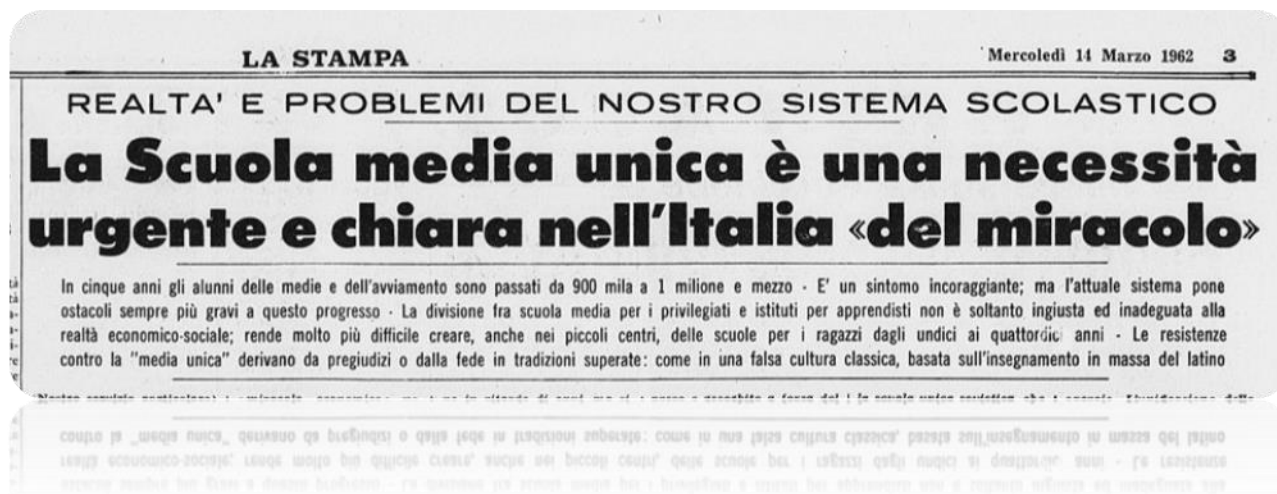 LA STAMPA
Mercoledì 14 Marzo 1962 3
REALTA' E PROBLEMI DEL NOSTRO SISTEMA SCOLASTICO
La Scuola media unica è una necessità
urgente e chiara nell'Italia «del miracolo»
In cinque anni gli alunni delle medie e dell'avviamento sono passati da 900 mila a 1 milione e mezzo - E' un sintomo incoraggiante; ma l'attuale sistema pone
ostacoli sempre più gravi a questo progresso - La divisione fra scuola media per i privilegiati e istituti per apprendisti non è soltanto ingiusta ed inadeguata alla
realtà economico-sociale; rende molto più difficile creare, anche nei piccoli centri, delle scuole per i ragazzi dagli undici ai quattordici anni - Le resistenze
contro la "media unica" derivano da pregiudizi o dalla fede in tradizioni superate: come in una falsa cultura classica, basata sull'insegnamento in massa del latino